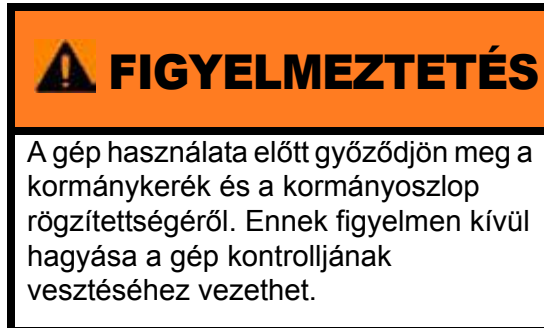 FIGYELMEZTETÉS
A gép használata előtt győződjön meg a
kormánykerék és a kormányoszlop
rögzítettségéről. Ennek figyelmen kívül
hagyása a gép kontrolljának
vesztéséhez vezethet.